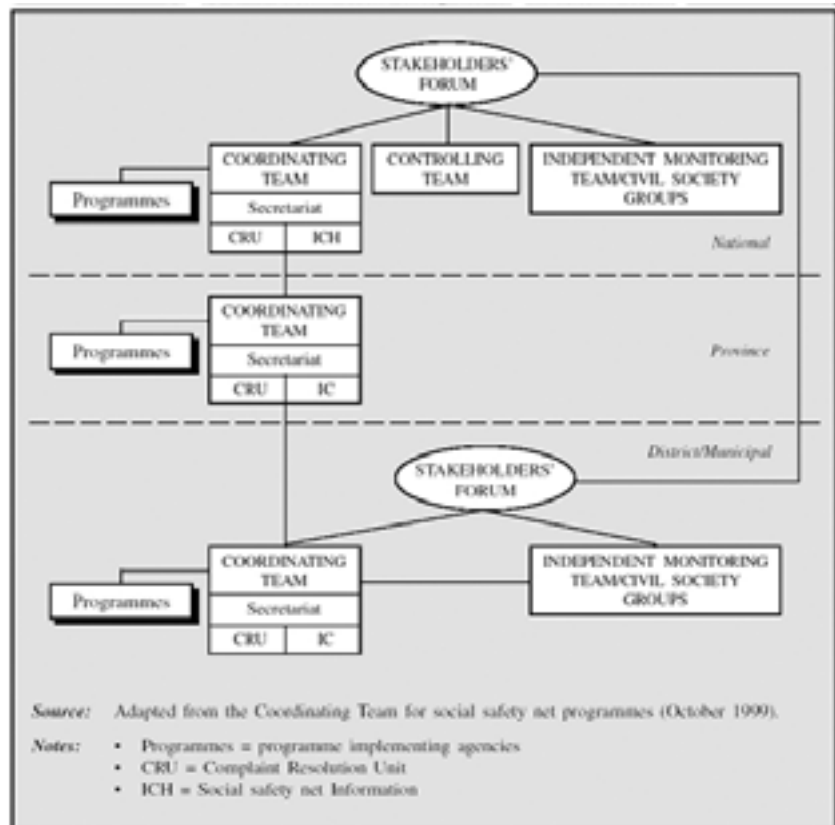 STAKEHOLDERS'
FORUM
COORDINATING
TEAM
Secretariat
CRU
ICH
CONTROLLING
TEAM
INDEPENDENT MONITORING
TEAM/CIVIL SOCIETY
GROUPS
Programmes
National
COORDINATING
TEAM
Secretariat
CRU
IC
Programmes
Province
District/Municipal
STAKEHOLDERS'
FORUM
COORDINATING
TEAM
Secretariat
CRU
IC
INDEPENDENT MONITORING
TEAM/CIVIL SOCIETY
GROUPS
Programmes
Source: Adapted from the Coordinating Team for social safety net programmes (October 1999).
Notes: • Programmes = programme implementing agencies
• CRU = Complaint Resolution Unit
• ICH = Social safety net Information